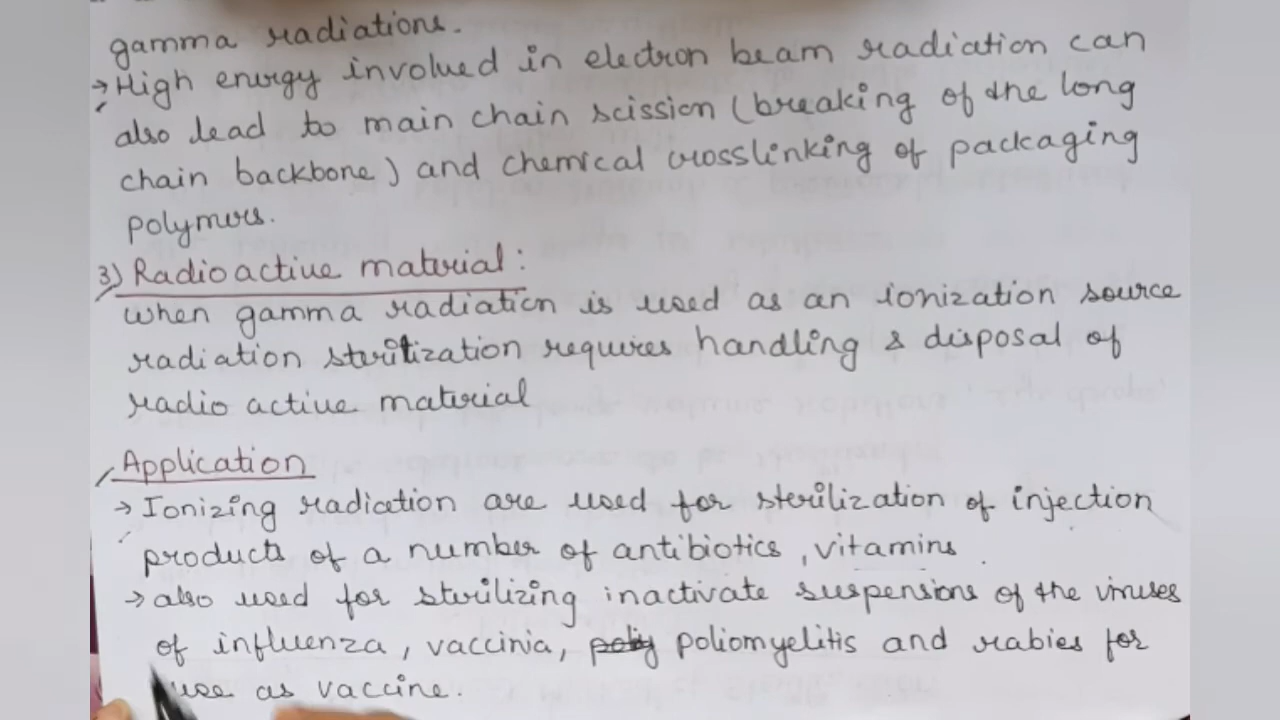 gamma radiations.
→ High energy involved in electron beam radiation can
also lead to main chain scission (breaking of the long
chain backbone) and chemical crosslinking of packaging
polymers.
3) Radioactive material:
when gamma radiation is used as an ionization source
radiation sterilization requires handling & disposal of
radio active material
Application
→ Ionizing radiation are used for sterilization of injection
products of a number of antibiotics, vitamins
→ also used for sterilizing inactivate suspensions of the viruses
of influenza, vaccinia, poliomyelitis and rabies for
use as vaccine.